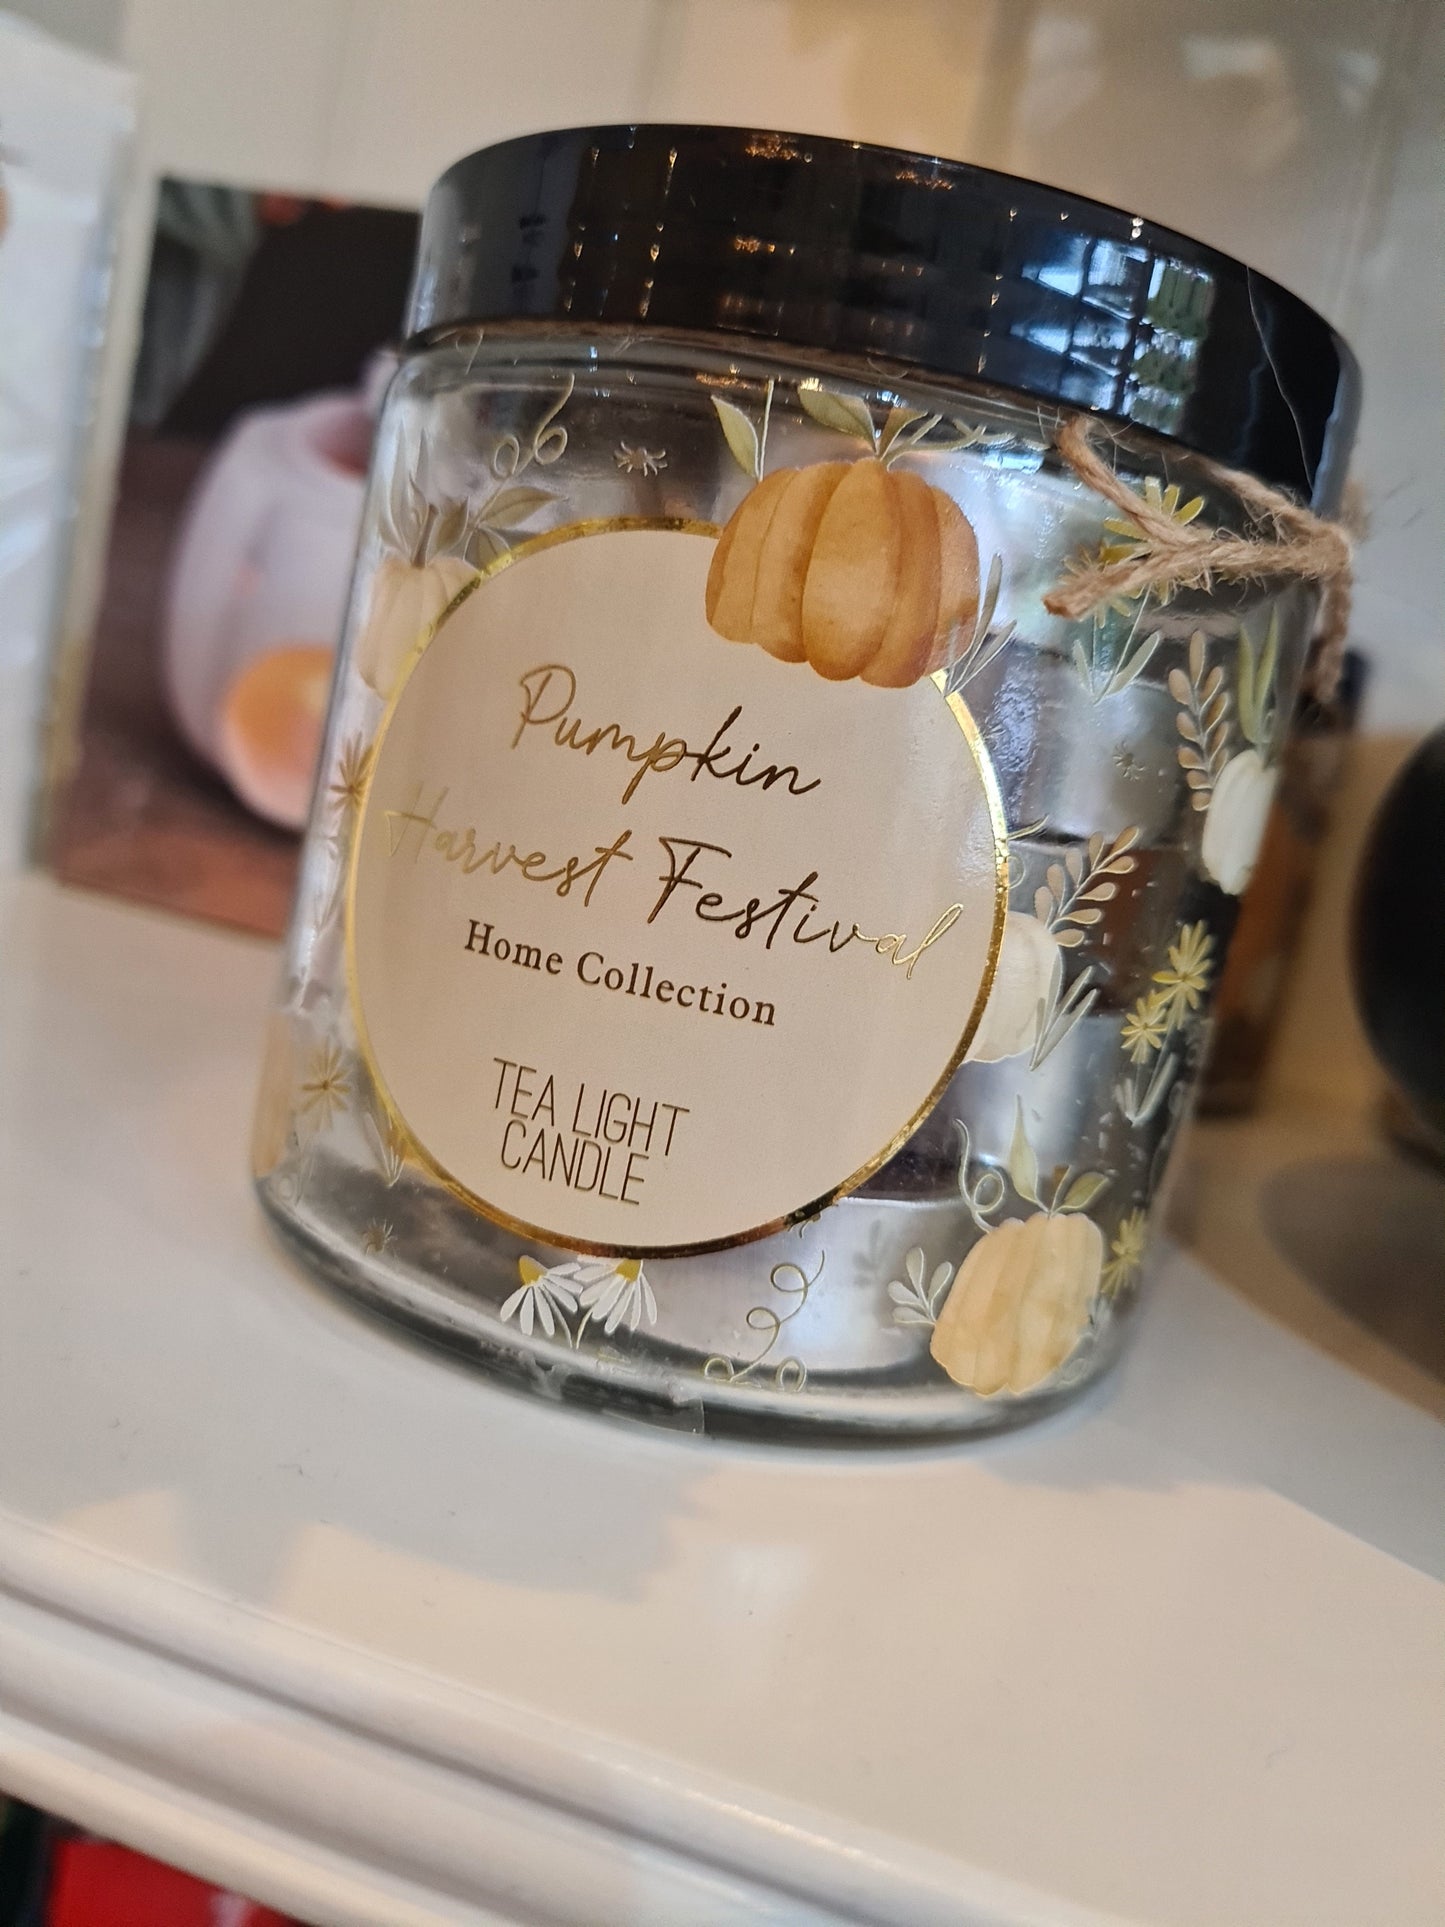 Pumpkin
Harvest Festival
Home Collection
TEA LIGHT
CANDLE